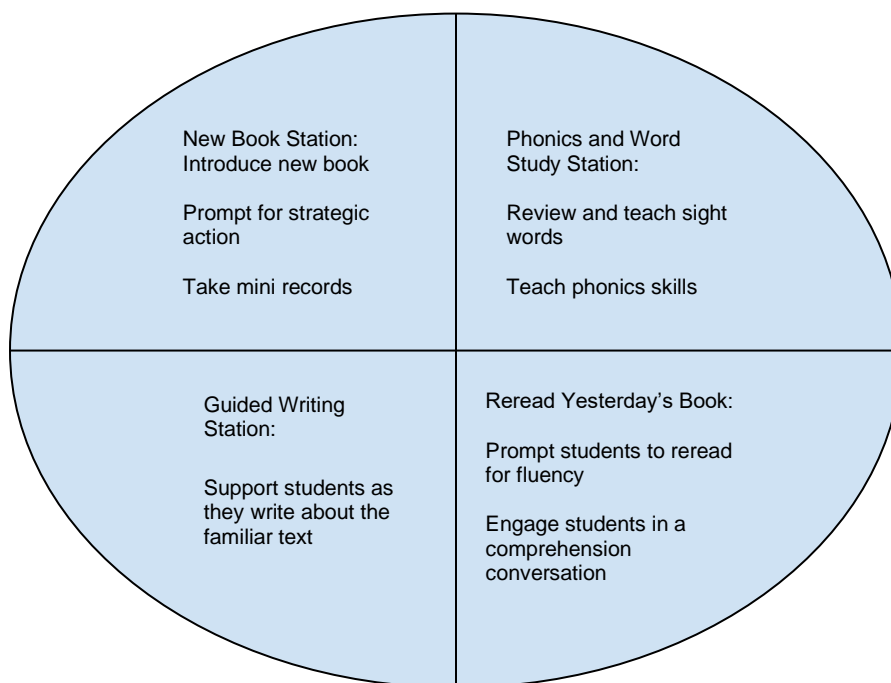 New Book Station:
Introduce new book
Prompt for strategic
action
Take mini records
Phonics and Word
Study Station:
Review and teach sight
words
Teach phonics skills
Guided Writing
Station:
Support students as
they write about the
familiar text
Reread Yesterday’s Book:
Prompt students to reread
for fluency
Engage students in a
comprehension
conversation